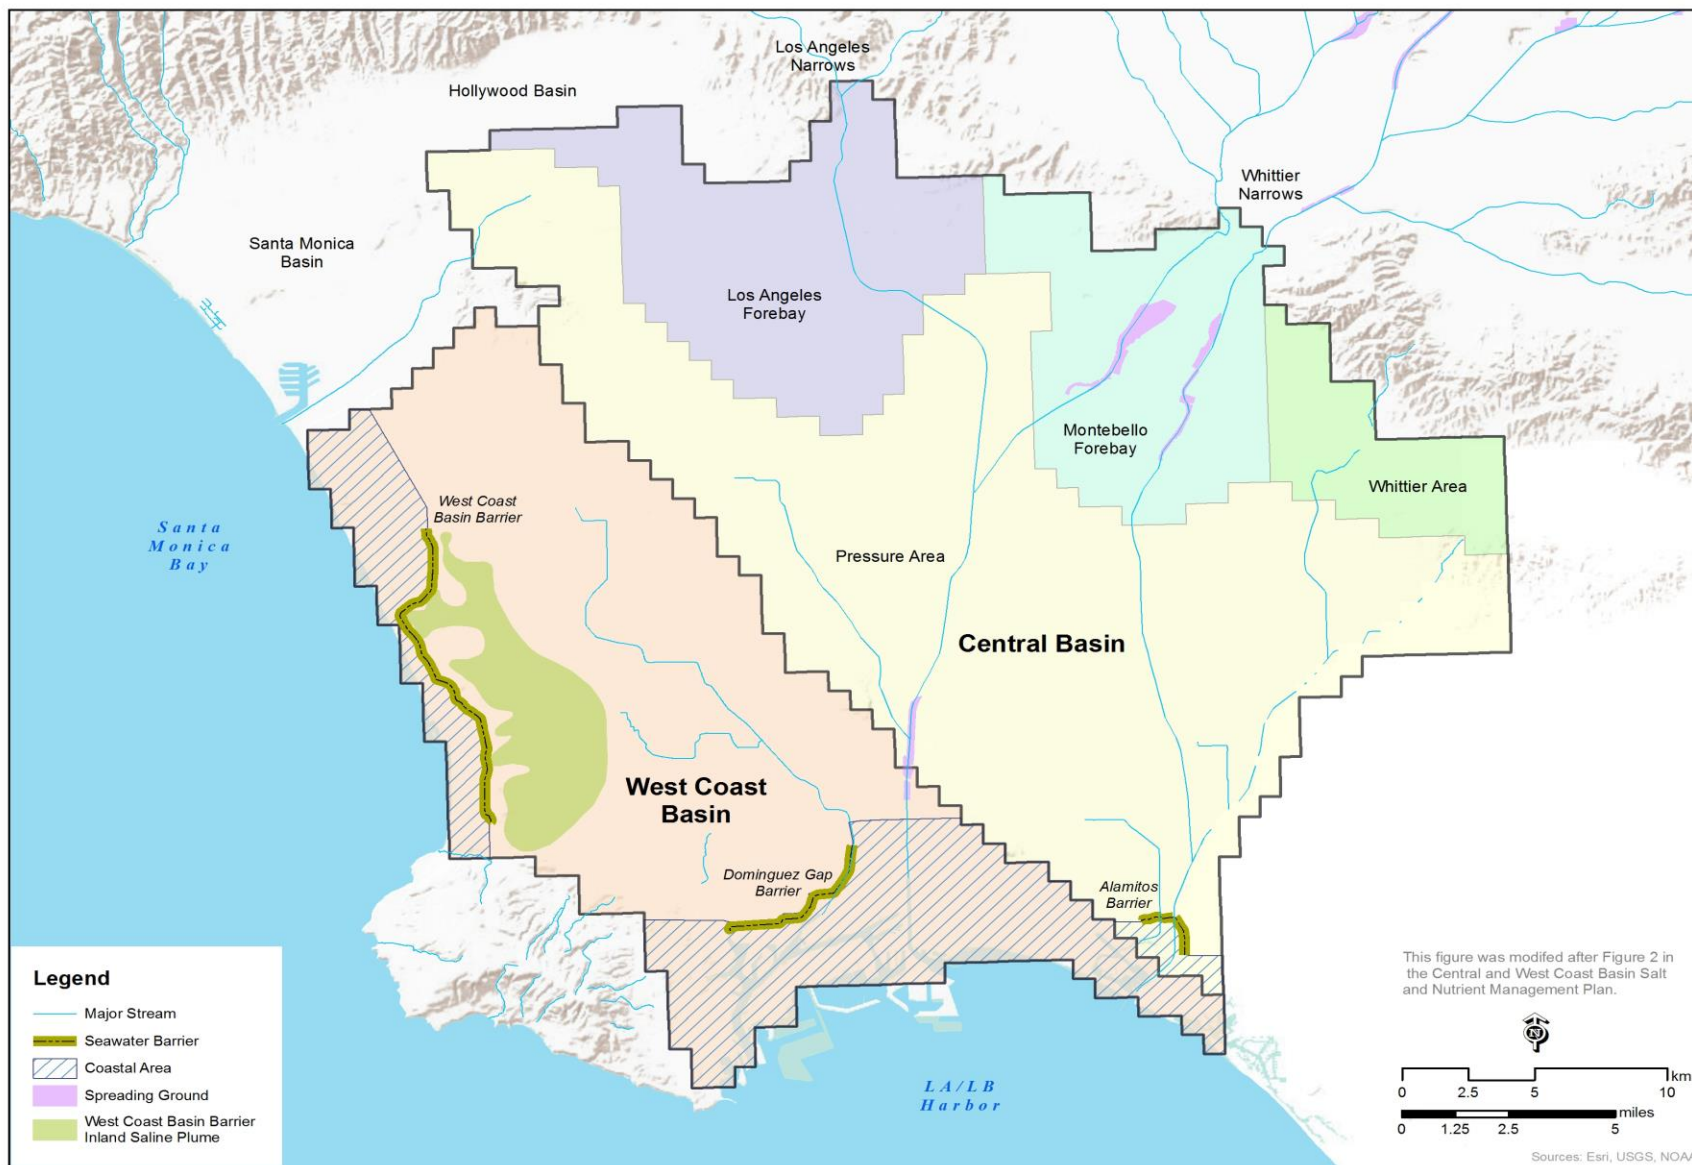 Los Angeles
Narrows
Hollywood Basin
Whittier
Narrows
Santa Monica
Basin
Los Angeles
Forebay
Montebello
Forebay
Whittier Area
West Coast
Basin Barrier
Santa
Monica
Bay
Pressure Area
Central Basin
West Coast
Basin
Dominguez Gap
Barrier
Alamitos
Barrier
LA/LB
Harbor
Legend
Major Stream
Seawater Barrier
Coastal Area
Spreading Ground
West Coast Basin Barrier
Inland Saline Plume
This figure was modifed after Figure 2 in
the Central and West Coast Basin Salt
and Nutrient Management Plan.
N
km
0 2.5 5 10
miles
0 1.25 2.5 5
Sources: Esri, USGS, NOAA